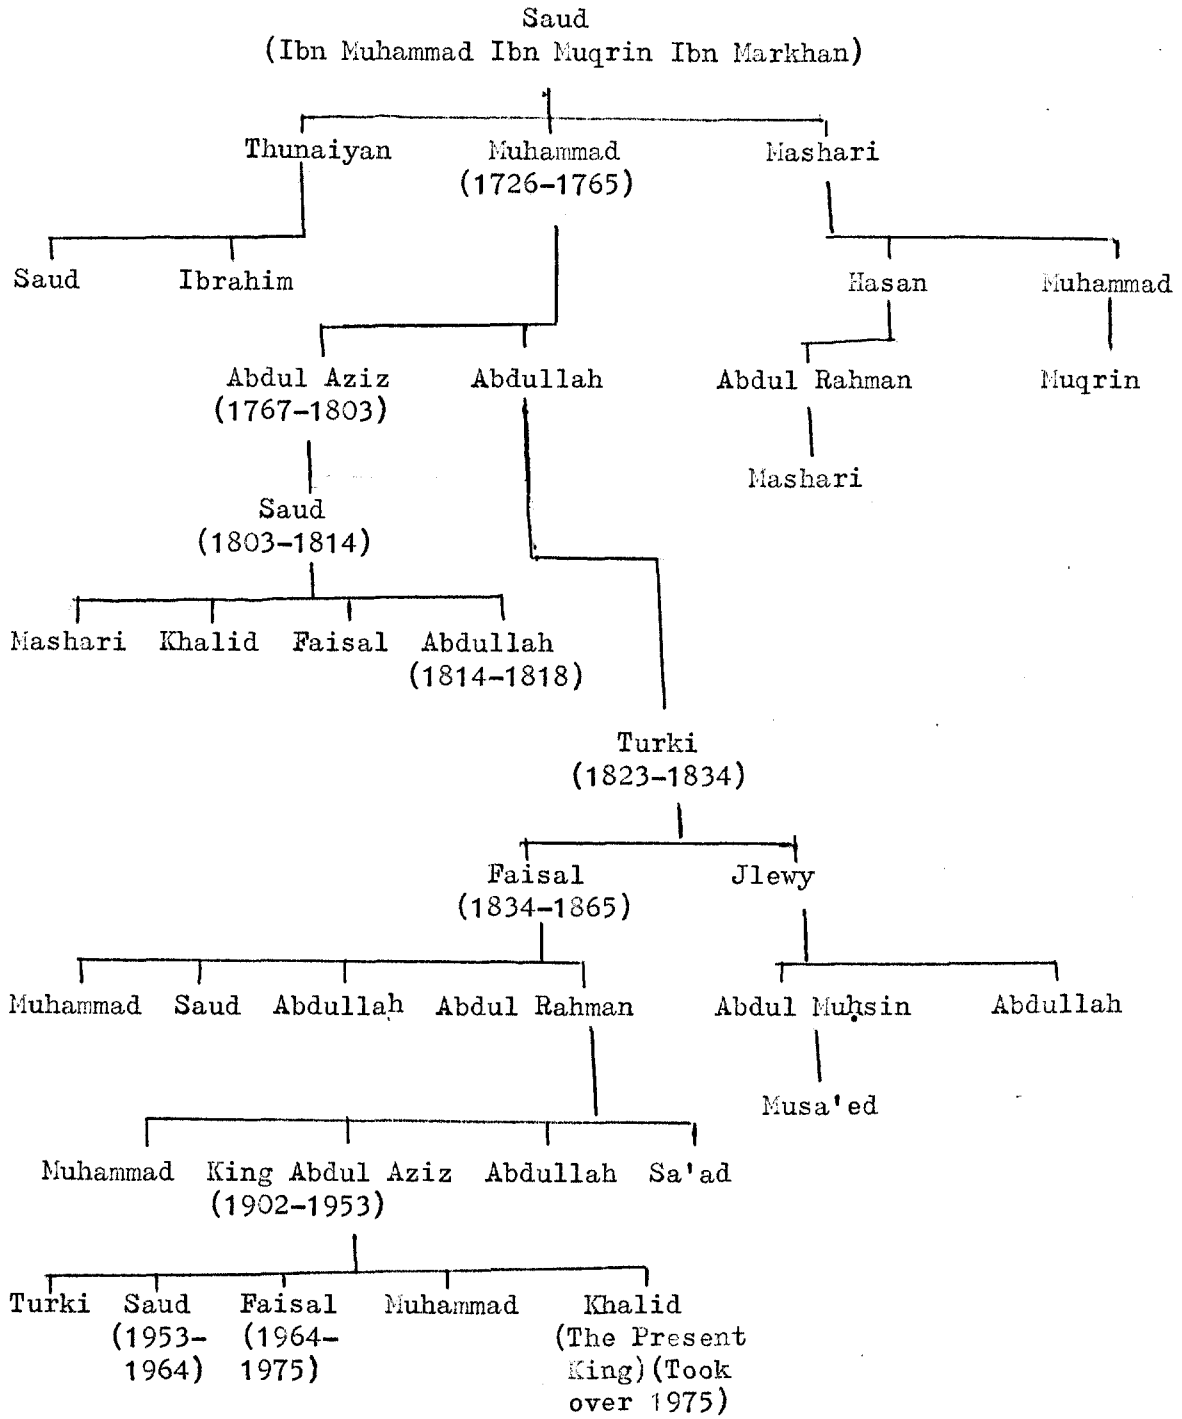 Saud
(Ibn Muhammad Ibn Muqrin Ibn Markhan)
Thunaiyan Muhammad Mashari
(1726-1765)
Saud Ibrahim Hasan Muhammad
Abdul Aziz Abdullah Abdul Rahman Muqrin
(1767-1803)
Mashari
Saud
(1803-1814)
Mashari Khalid Faisal Abdullah
(1814-1818)
Turki
(1823-1834)
Faisal Jlewy
(1834-1865)
Muhammad Saud Abdullah Abdul Rahman Abdul Muhsin Abdullah
Musa'ed
Muhammad King Abdul Aziz Abdullah Sa'ad
(1902-1953)
Turki Saud Faisal Muhammad Khalid
(1953- (1964- (The Present
1964) 1975) King)(Took
over 1975)